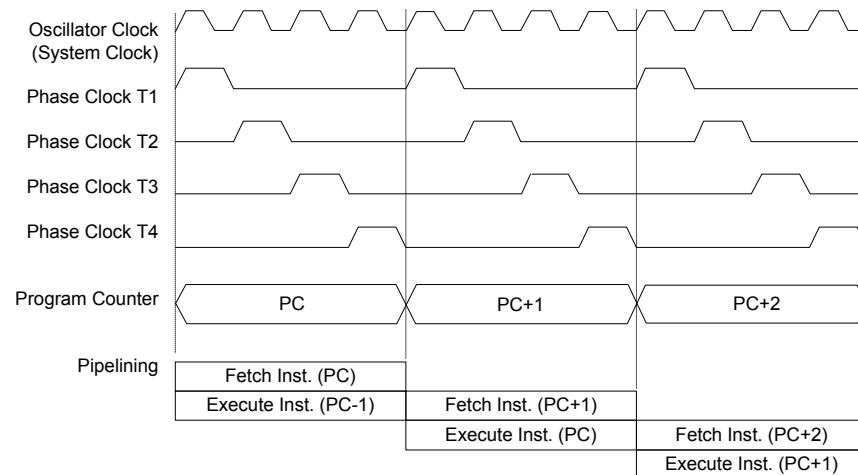 Oscillator Clock
(System Clock)
Phase Clock T1
Phase Clock T2
Phase Clock T3
Phase Clock T4
Program Counter
PC
PC+1
PC+2
Pipelining
Fetch Inst. (PC)
Execute Inst. (PC-1)
Fetch Inst. (PC+1)
Execute Inst. (PC)
Fetch Inst. (PC+2)
Execute Inst. (PC+1)